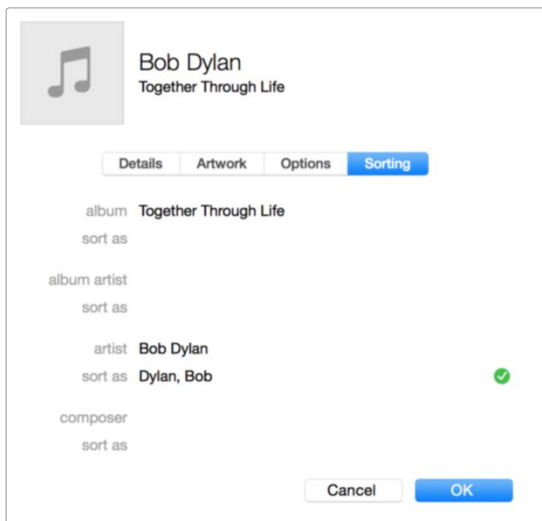 Bob Dylan
Together Through Life
Details Artwork Options Sorting
album Together Through Life
sort as
album artist
sort as
artist Bob Dylan
sort as Dylan, Bob
composer
sort as
Cancel OK